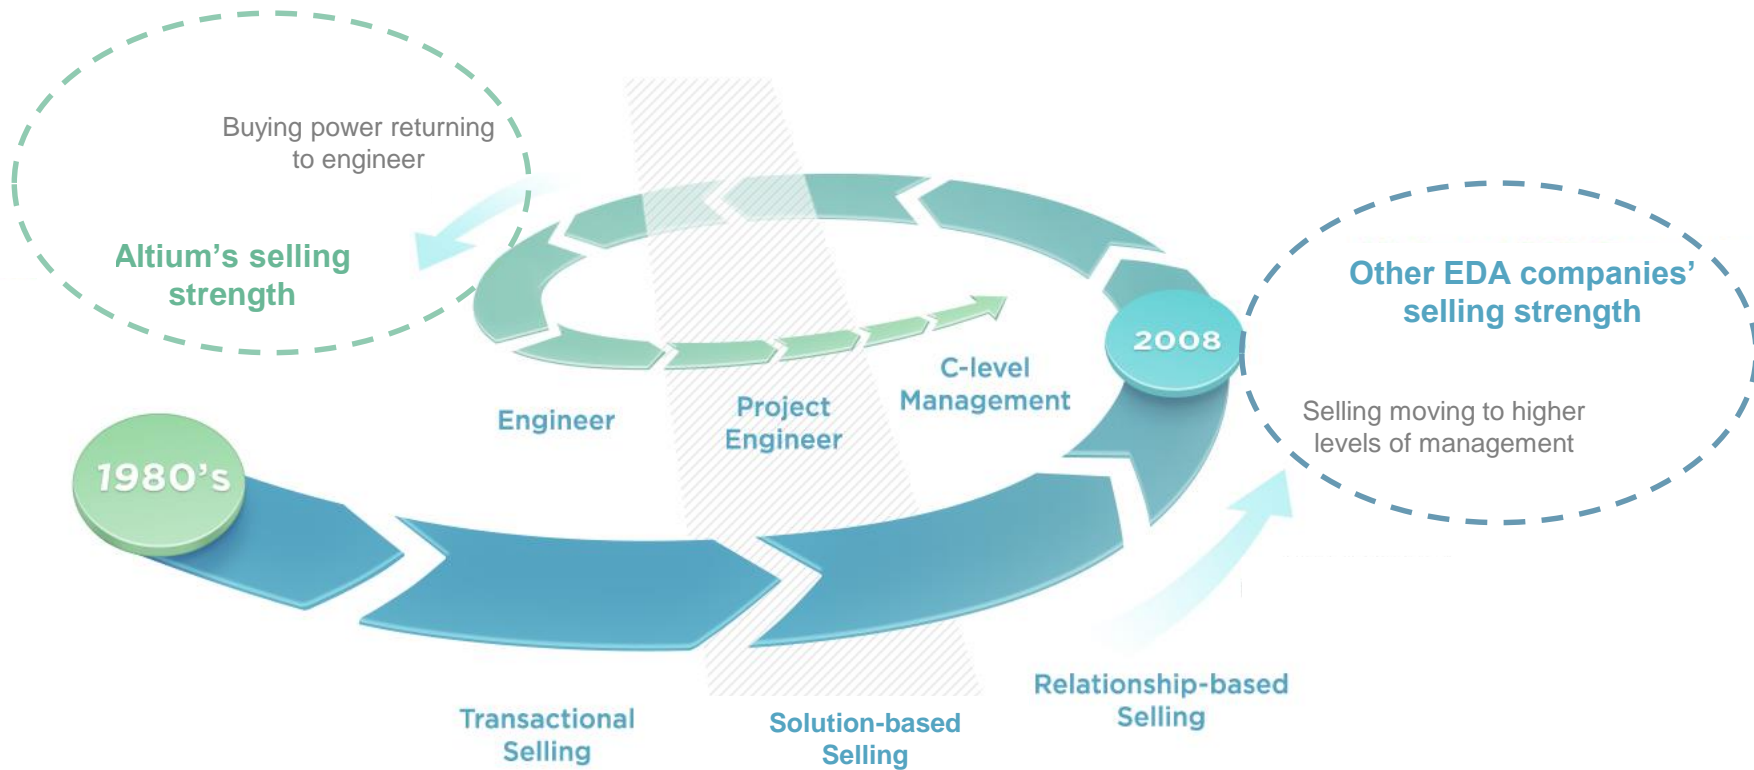 Buying power returning
to engineer
Altium’s selling
strength
Other EDA companies’
selling strength
2008
Selling moving to higher
levels of management
C-level
Management
Project
Engineer
Engineer
1980’s
Relationship-based
Selling
Transactional
Selling
Solution-based
Selling